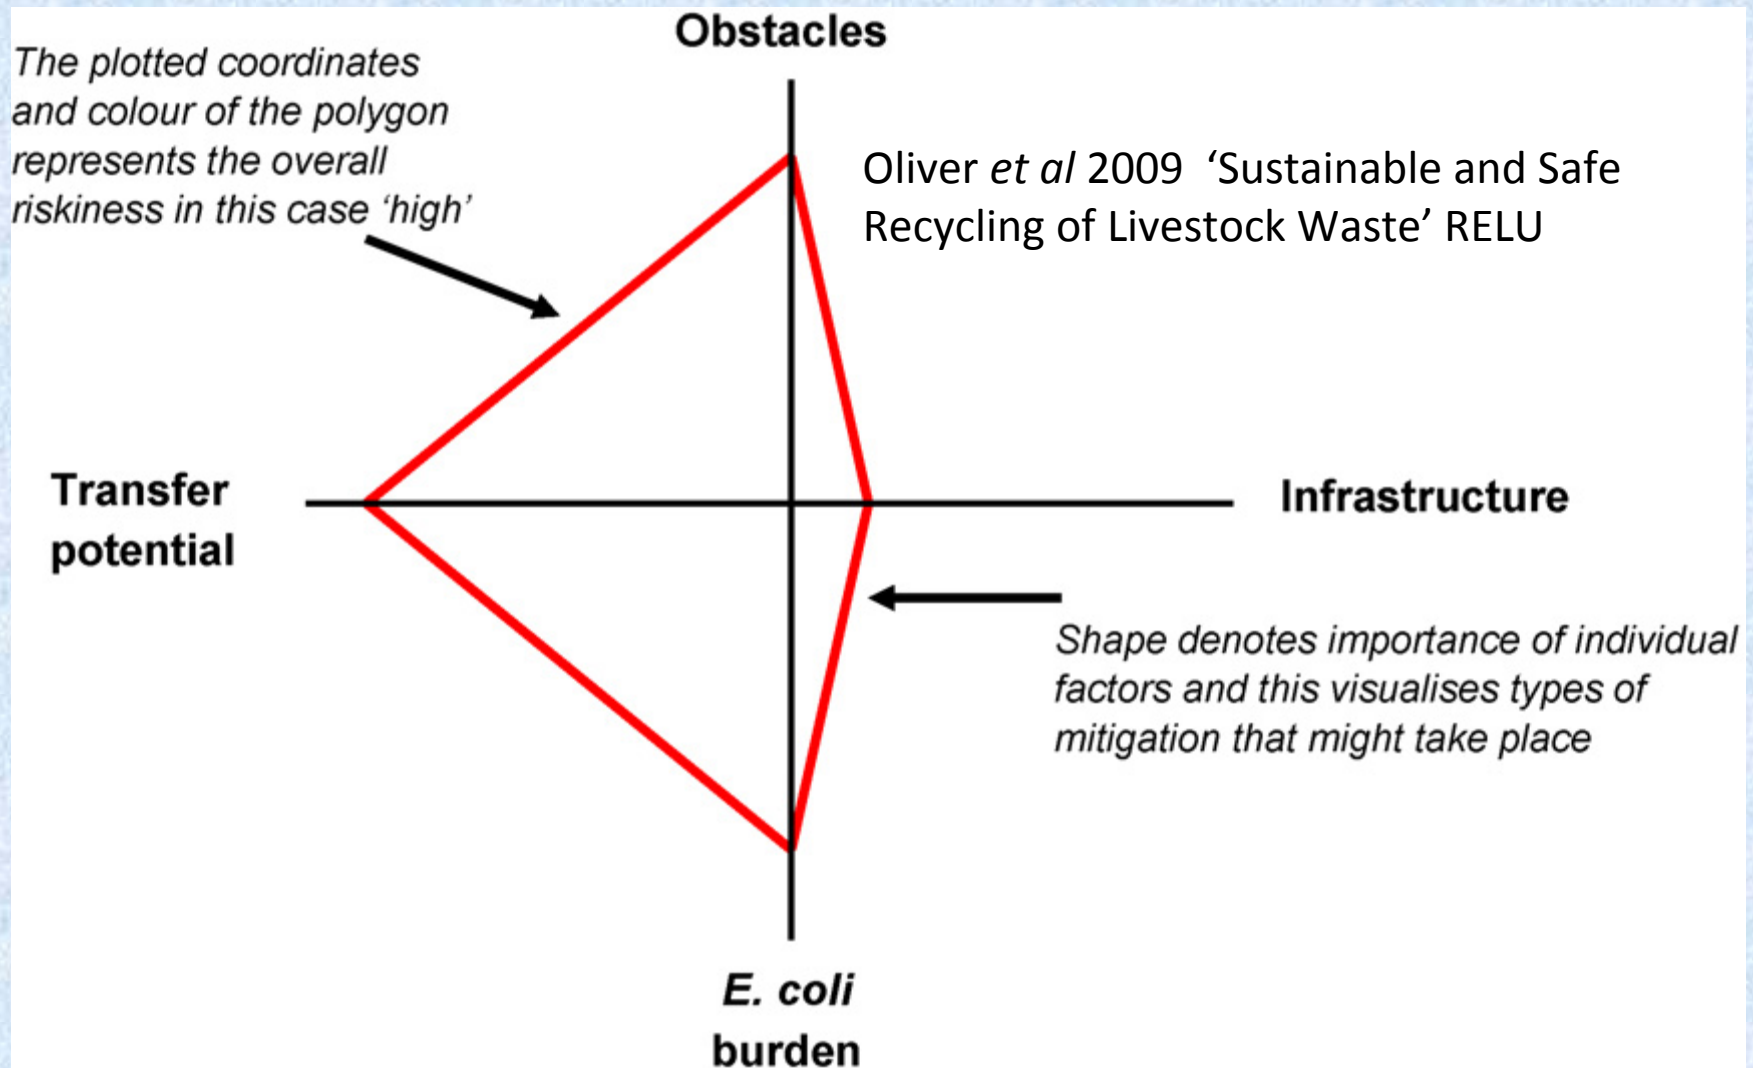 Obstacles
The plotted coordinates
and colour of the polygon
represents the overall
riskiness in this case ‘high’
Oliver et al 2009  ‘Sustainable and Safe
Recycling of Livestock Waste’ RELU
Transfer
potential
Infrastructure
Shape denotes importance of individual
factors and this visualises types of
mitigation that might take place
E. coli
burden